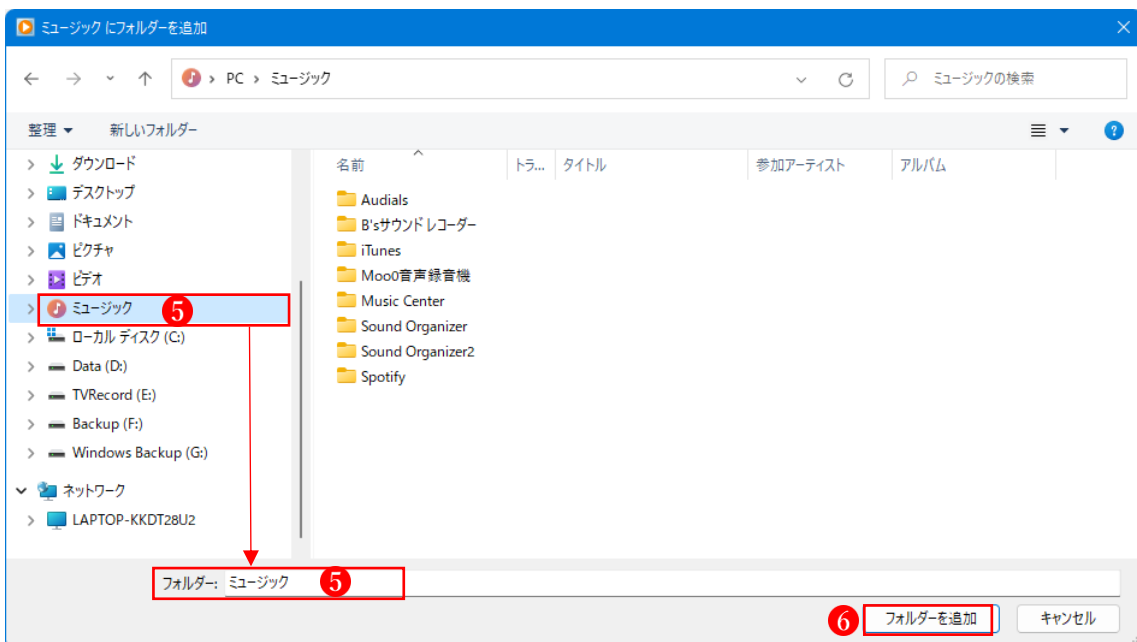 ミュージック にフォルダーを追加
PC › ミュージック
ミュージックの検索
整理
新しいフォルダー
ダウンロード
デスクトップ
ドキュメント
ピクチャ
ビデオ
ミュージック 5
ローカル ディスク (C:)
Data (D:)
TVRecord (E:)
Backup (F:)
Windows Backup (G:)
ネットワーク
LAPTOP-KKDT28U2
名前 トラ... タイトル 参加アーティスト アルバム
Audials
B'sサウンド レコーダー
iTunes
Moo0音声録音機
Music Center
Sound Organizer
Sound Organizer2
Spotify
フォルダー: ミュージック 5
6 フォルダーを追加 キャンセル